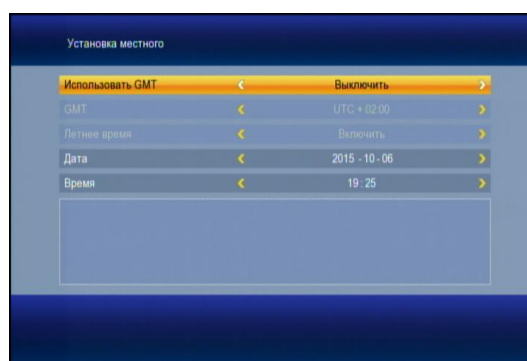 Установка местного
Использовать GMT Выключить
GMT UTC + 02:00
Летнее время Включить
Дата 2015 - 10 - 06
Время 19 : 25